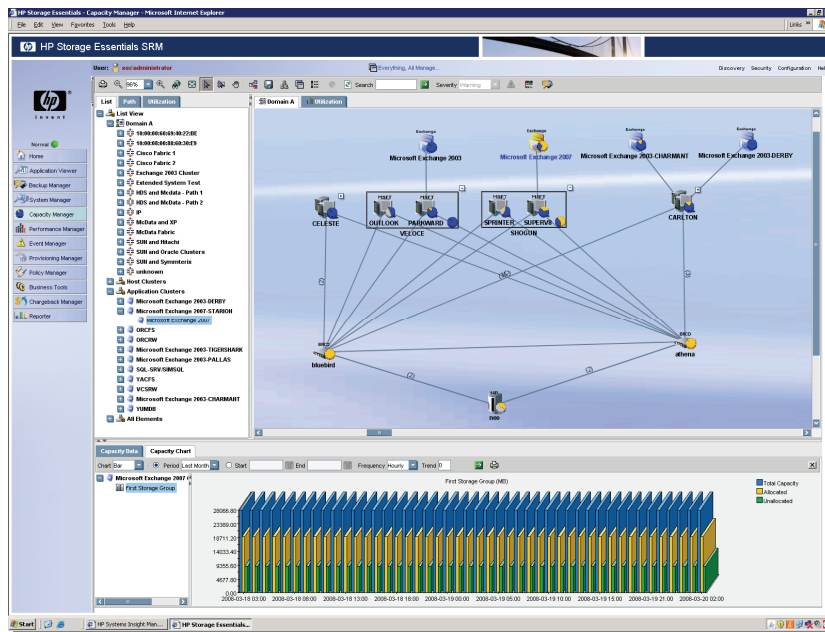 HP Storage Essentials - Capacity Manager - Microsoft Internet Explorer
File Edit View Favorites Tools Help
Links »
hp HP Storage Essentials SRM
User: ssc\administrator
Everything, All Manage...
Discovery Security Configuration Hel
hp
invent
Normal
Home
Application Viewer
Backup Manager
System Manager
Capacity Manager
Performance Manager
Event Manager
Provisioning Manager
Policy Manager
Business Tools
Chargeback Manager
Reporter
96%
Search
Severity Warning
List Path Utilization
List View
Domain A
10:00:00:60:69:40:22:BE
10:00:08:00:88:60:30:E9
Cisco Fabric 1
Cisco Fabric 2
Exchange 2003 Cluster
Extended System Test
HDS and Mcdata - Path 1
HDS and Mcdata - Path 2
IP
McData and XP
McData Fabric
SUN and Hitachi
SUN and Oracle Clusters
SUN and Symmterix
unknown
Host Clusters
Application Clusters
Microsoft Exchange 2003-DERBY
Microsoft Exchange 2007-STARION
Microsoft Exchange 2007
ORCFS
ORCRW
Microsoft Exchange 2003-TIGERSHARK
Microsoft Exchange 2003-PALLAS
SQL-SRV/SIMSQL
YACFS
VCSRW
Microsoft Exchange 2003-CHARMANT
YUMDB
All Elements
Domain A Utilization
Exchange Exchange Exchange Exchange
Microsoft Exchange 2003 Microsoft Exchange 2007 Microsoft Exchange 2003-CHARMANT Microsoft Exchange 2003-DERBY
CELESTE
OUTLOOK PARKWARD
VELOCE
SPRINTER SUPERV8
SHOGUN
CARLTON
bluebird
athena
neo
Capacity Data Capacity Chart
Chart Bar Period Last Month Start End Frequency Hourly Trend 0
Microsoft Exchange 2007 (
First Storage Group
First Storage Group (MB)
Total Capacity
Allocated
Unallocated
28066.80
23389.00
18711.20
14033.40
9355.60
4677.80
0.00
2008-03-18 03:00 2008-03-18 08:00 2008-03-18 13:00 2008-03-18 18:00 2008-03-19 00:00 2008-03-19 05:00 2008-03-19 10:00 2008-03-19 15:00 2008-03-19 21:00 2008-03-20 02:00
Start
HP Systems Insight Man...
HP Storage Essentials...